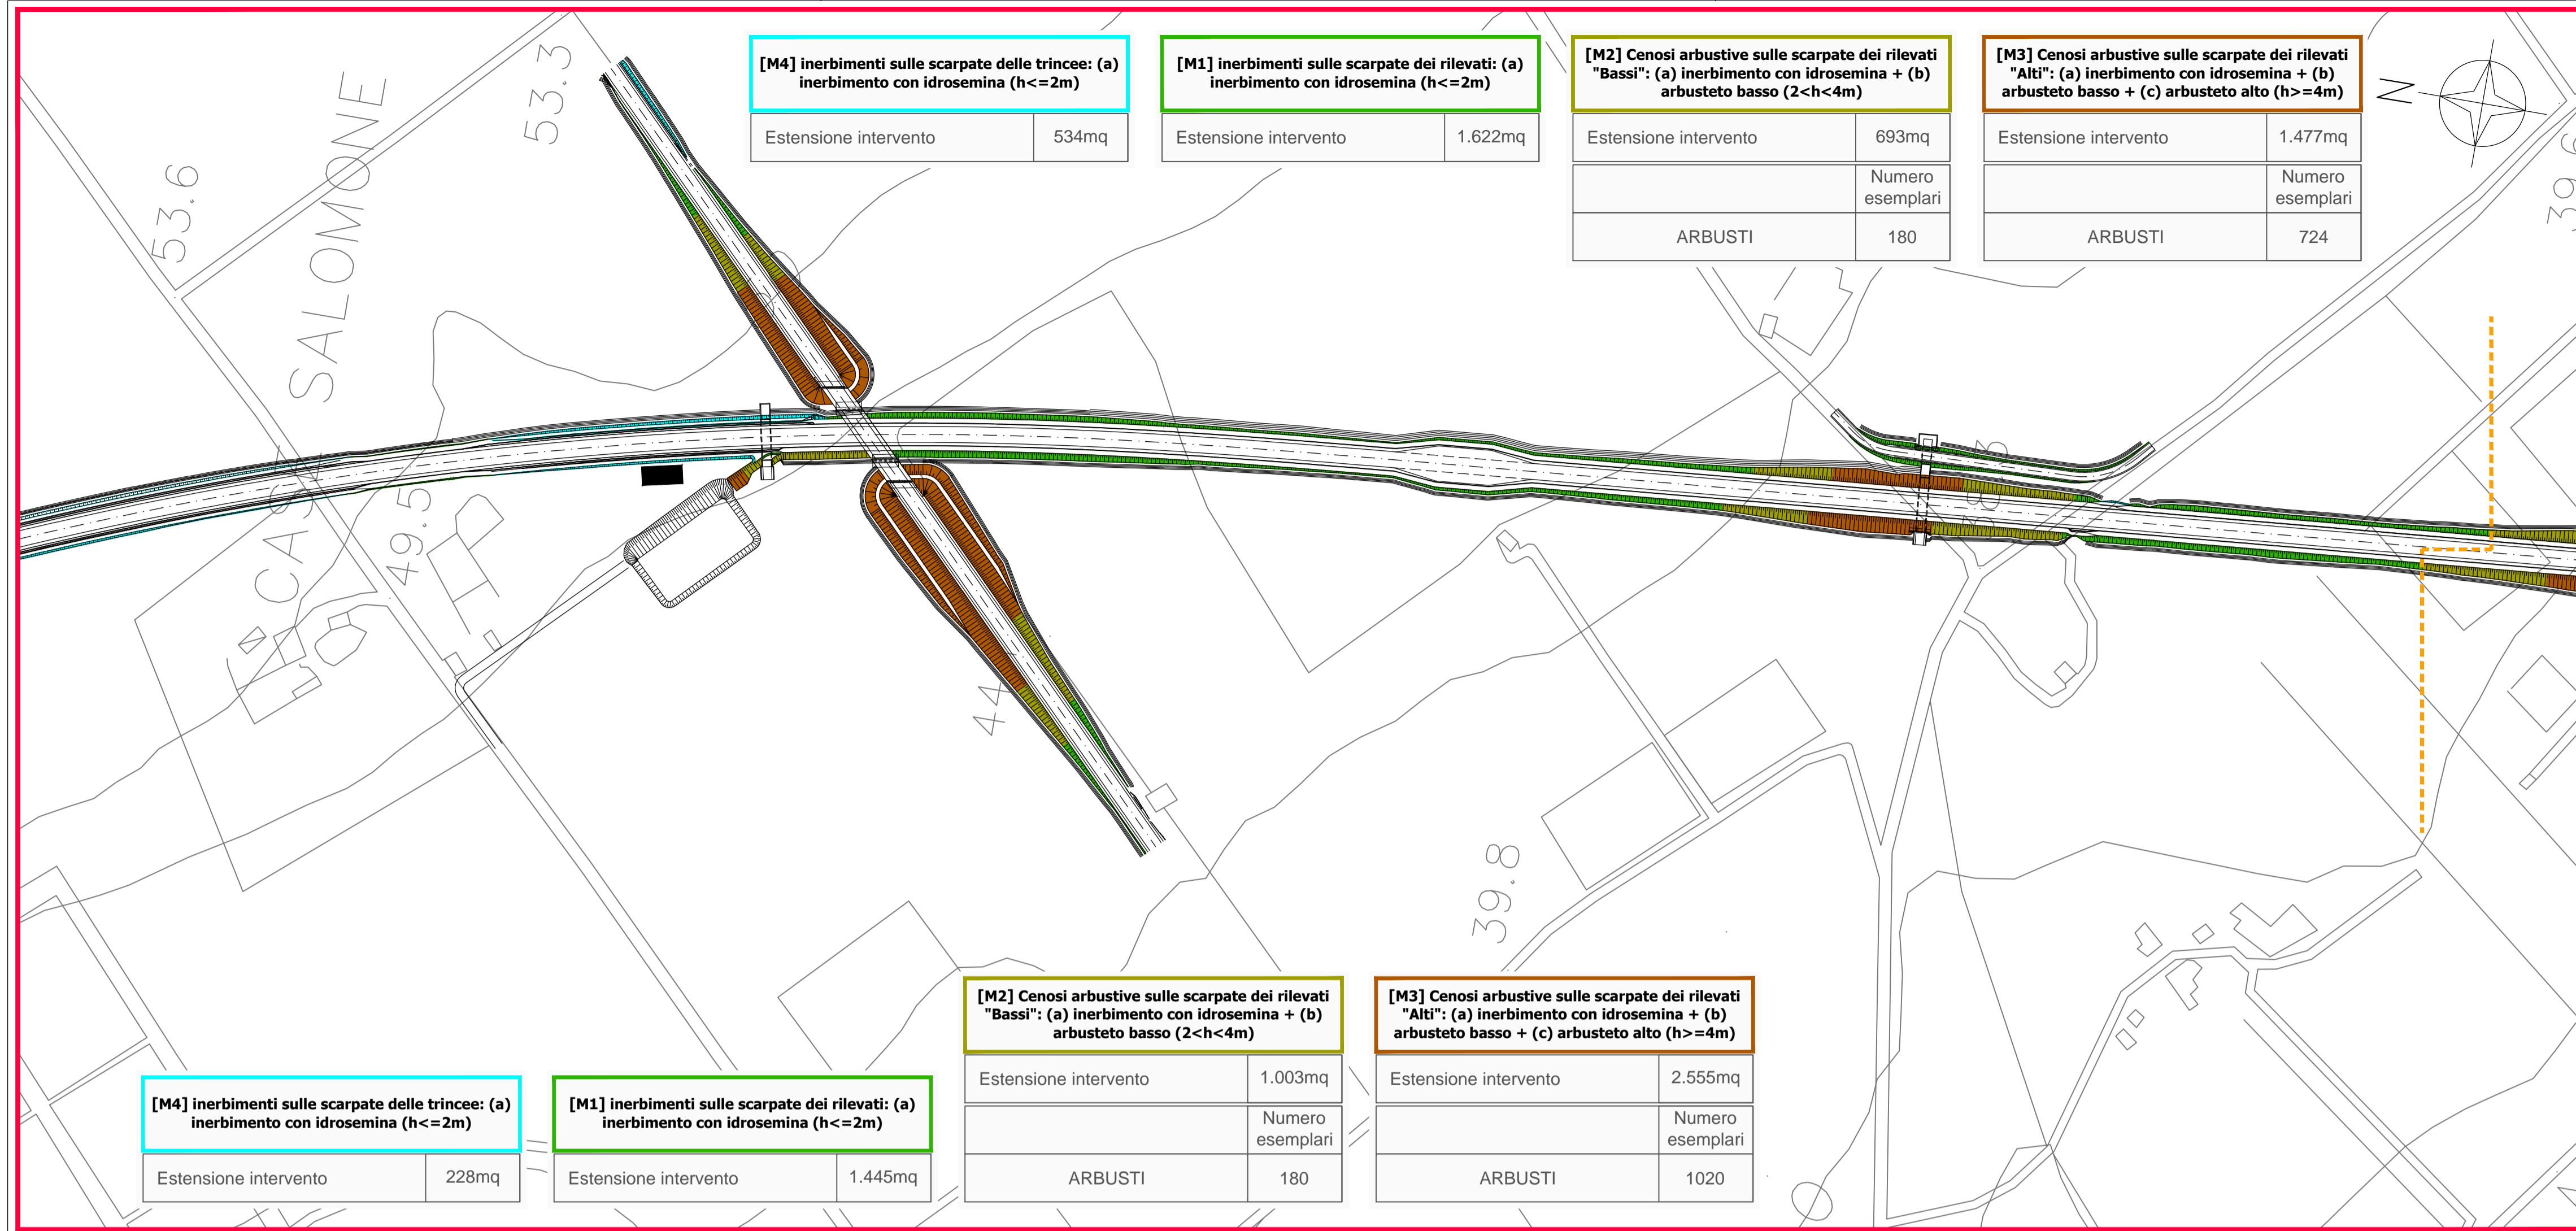 [M4] inerbimenti sulle scarpate delle trincee: (a)
inerbimento con idrosemina (h<=2m)
Estensione intervento 534mq
[M1] inerbimenti sulle scarpate dei rilevati: (a)
inerbimento con idrosemina (h<=2m)
Estensione intervento 1.622mq
[M2] Cenosi arbustive sulle scarpate dei rilevati
"Bassi": (a) inerbimento con idrosemina + (b)
arbusteto basso (2<h<4m)
Estensione intervento 693mq
Numero
esemplari
ARBUSTI 180
[M3] Cenosi arbustive sulle scarpate dei rilevati
"Alti": (a) inerbimento con idrosemina + (b)
arbusteto basso + (c) arbusteto alto (h>=4m)
Estensione intervento 1.477mq
Numero
esemplari
ARBUSTI 724
N
53.3
53.6
SALOMONE
49.5
44
39.8
[M4] inerbimenti sulle scarpate delle trincee: (a)
inerbimento con idrosemina (h<=2m)
Estensione intervento 228mq
[M1] inerbimenti sulle scarpate dei rilevati: (a)
inerbimento con idrosemina (h<=2m)
Estensione intervento 1.445mq
[M2] Cenosi arbustive sulle scarpate dei rilevati
"Bassi": (a) inerbimento con idrosemina + (b)
arbusteto basso (2<h<4m)
Estensione intervento 1.003mq
Numero
esemplari
ARBUSTI 180
[M3] Cenosi arbustive sulle scarpate dei rilevati
"Alti": (a) inerbimento con idrosemina + (b)
arbusteto basso + (c) arbusteto alto (h>=4m)
Estensione intervento 2.555mq
Numero
esemplari
ARBUSTI 1020